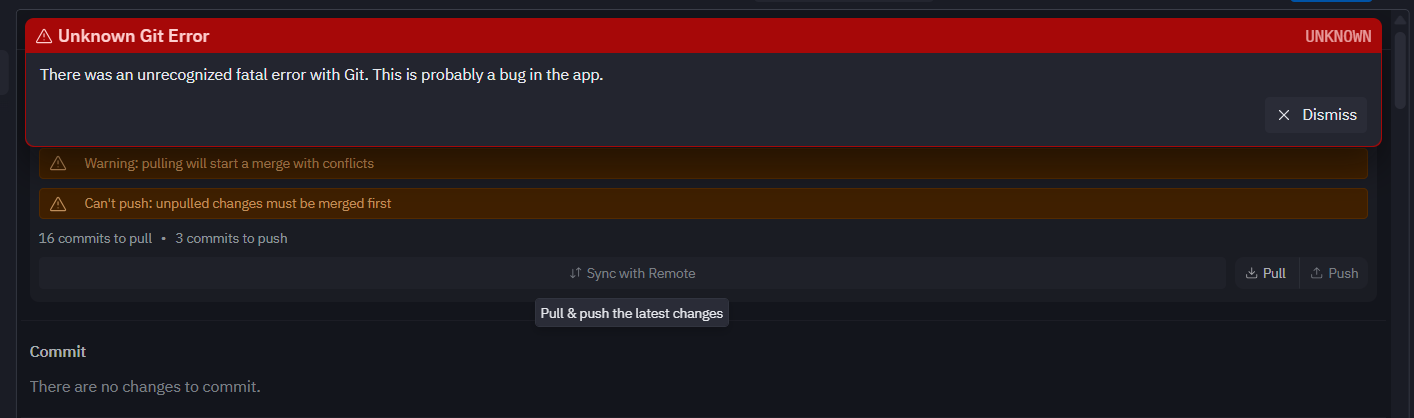 Unknown Git Error
UNKNOWN
There was an unrecognized fatal error with Git. This is probably a bug in the app.
Dismiss
Warning: pulling will start a merge with conflicts
Can't push: unpulled changes must be merged first
16 commits to pull • 3 commits to push
Sync with Remote
Pull
Push
Pull & push the latest changes
Commit
There are no changes to commit.